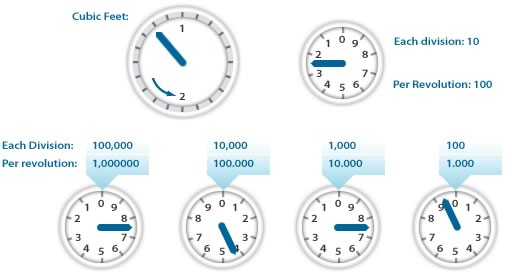 Cubic Feet:
1
2
1 0 9
2 8
3 7
4 5 6
Each division: 10
Per Revolution: 100
Each Division: 100,000 10,000 1,000 100
Per revolution: 1,000000 100.000 10.000 1.000
1 0 9
2 8
3 7
4 5 6
9 0 1
8 2
7 3
6 5 4
1 0 9
2 8
3 7
4 5 6
9 0 1
8 2
7 3
6 5 4